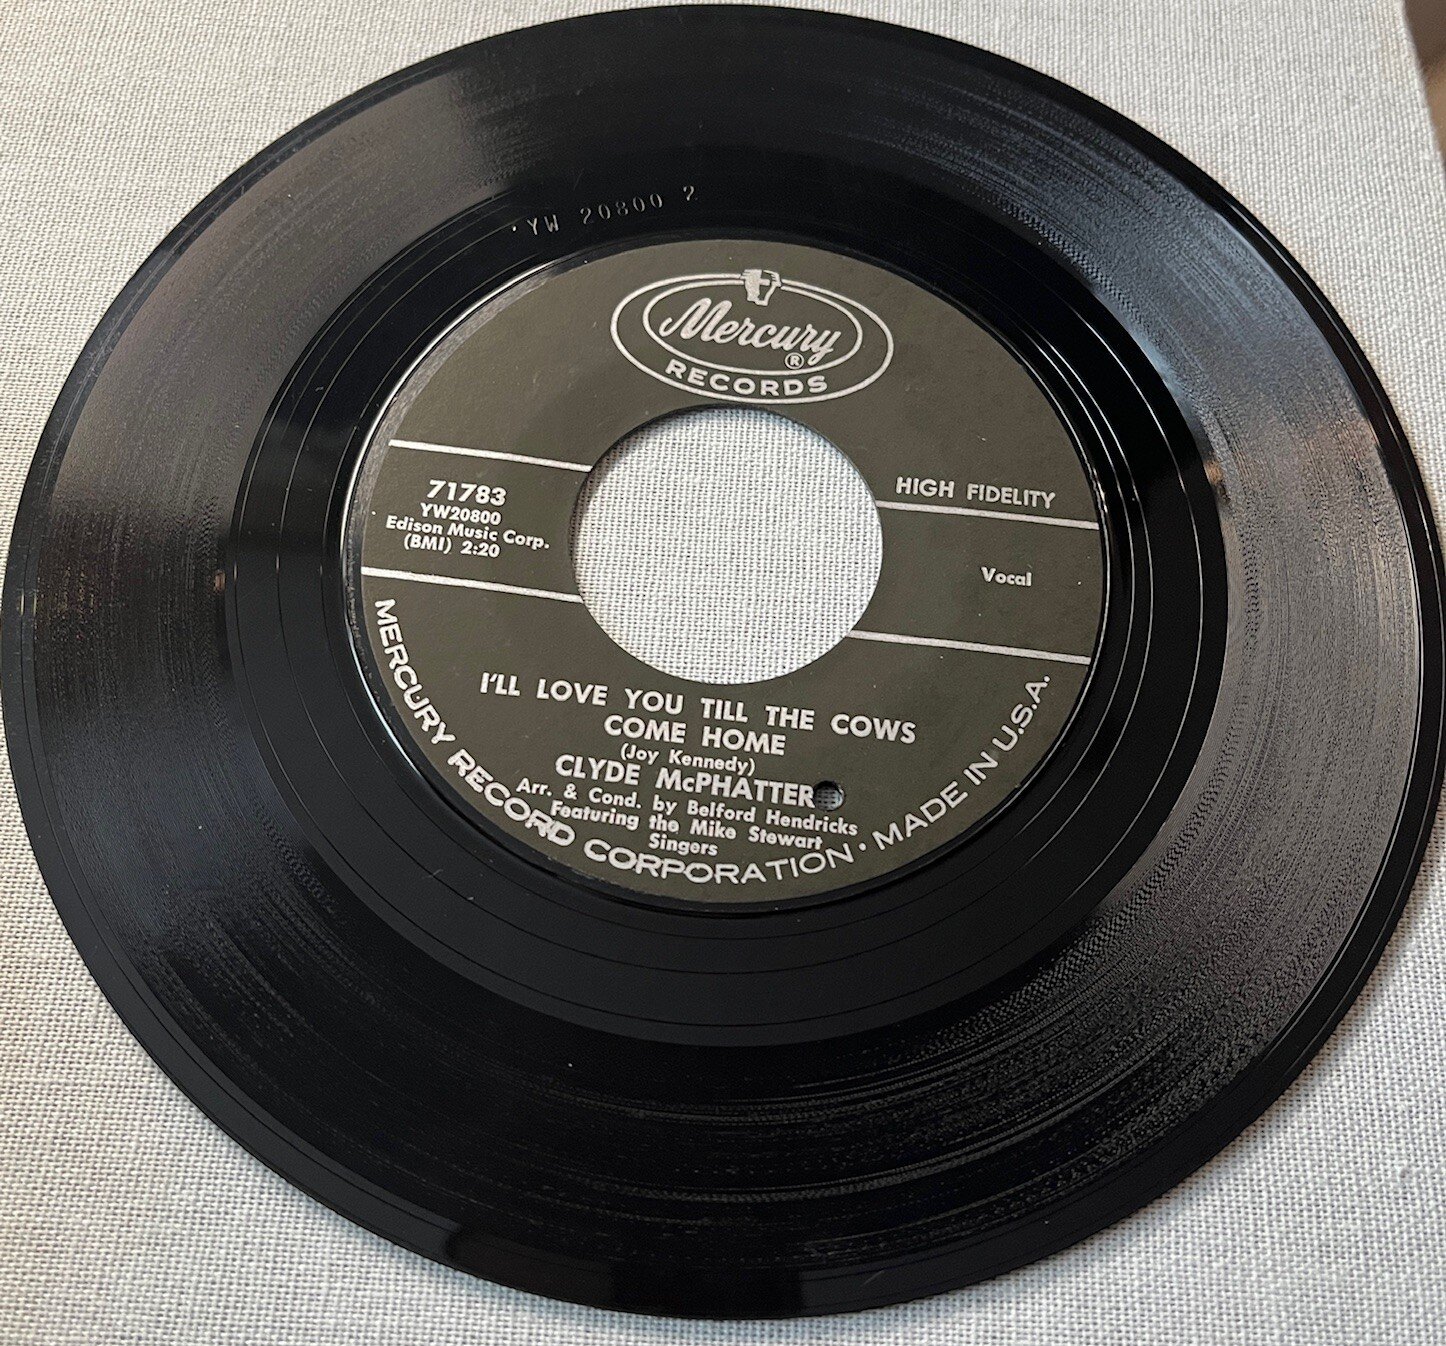 YW 20800 2
Mercury
®
RECORDS
HIGH FIDELITY
71783
YW20800
Edison Music Corp.
(BMI) 2:20
Vocal
I'LL LOVE YOU TILL THE COWS
COME HOME
(Joy Kennedy)
CLYDE McPHATTER
Arr. & Cond. by Belford Hendricks
Featuring the Mike Stewart
Singers
MERCURY RECORD CORPORATION · MADE IN U.S.A.